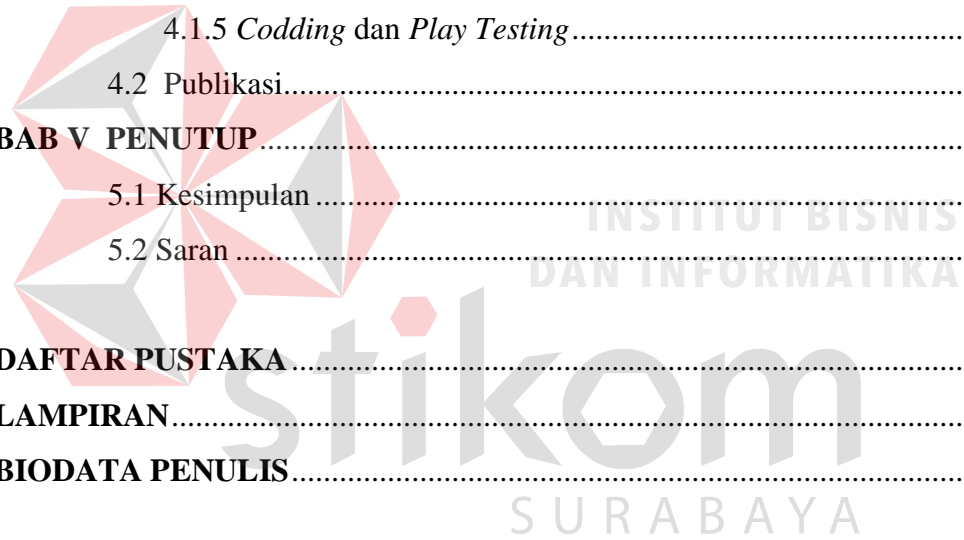 4.1.5 Codding dan Play Testing........................................................
4.2 Publikasi..................................................................................................
BAB V PENUTUP......................................................................................................
5.1 Kesimpulan...............................................................................................
INSTITUT BISNIS
5.2 Saran..........................................................................................................
DAN INFORMATIKA
DAFTAR PUSTAKA.................................................................................................
stikom
LAMPIRAN...................................................................................................................
BIODATA PENULIS.................................................................................................
SURABAYA